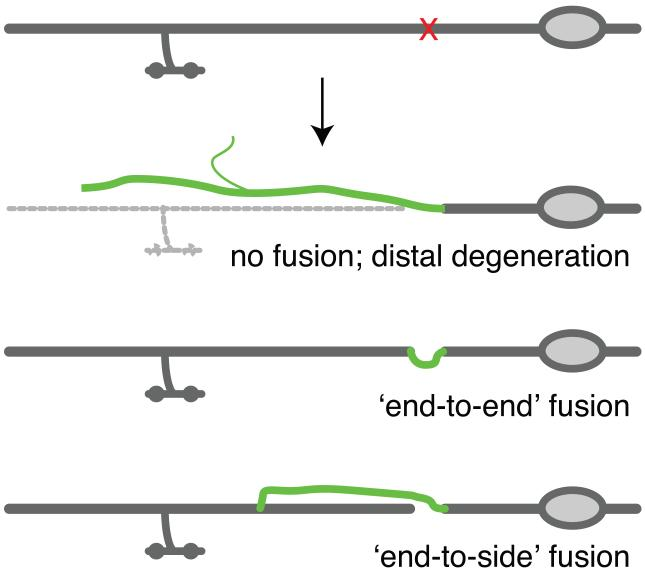 X
no fusion; distal degeneration
‘end-to-end’ fusion
‘end-to-side’ fusion